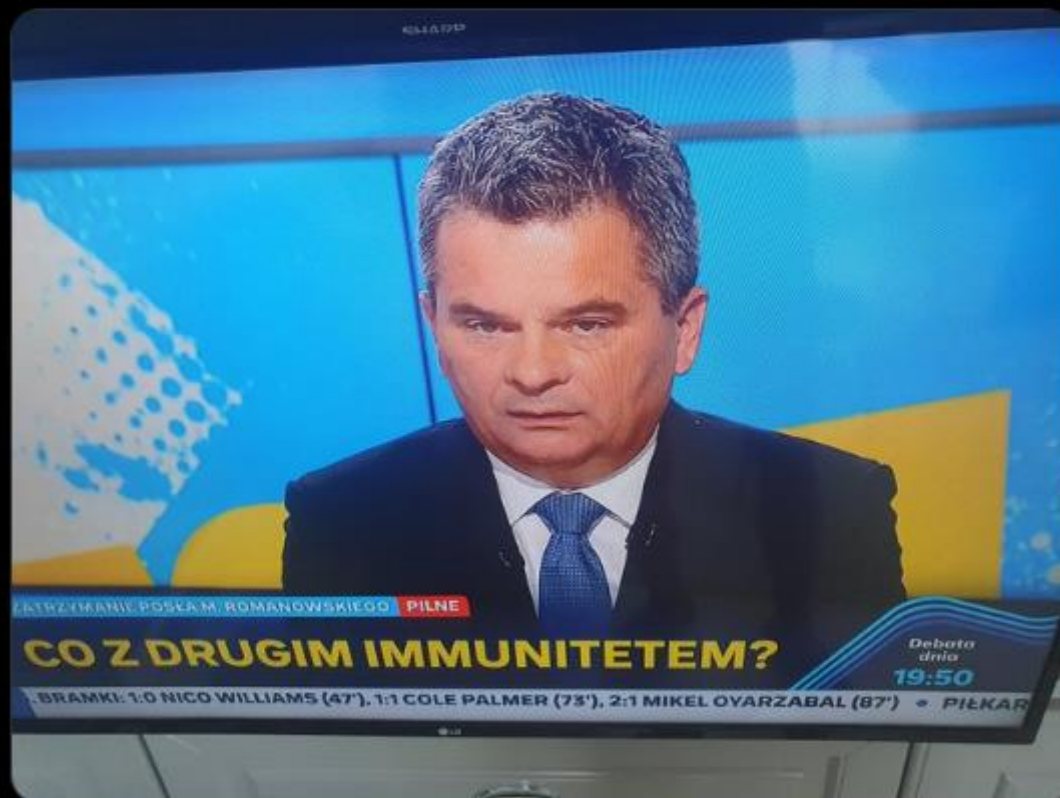 SHARP
ZATRZYMANIE POSŁA M. ROMANOWSKIEGO PILNE
CO Z DRUGIM IMMUNITETEM?
Debata
dnia
19:50
. BRAMKI: 1:0 NICO WILLIAMS (47'), 1:1 COLE PALMER (73'), 2:1 MIKEL OYARZABAL (87') • PIŁKAR
LG